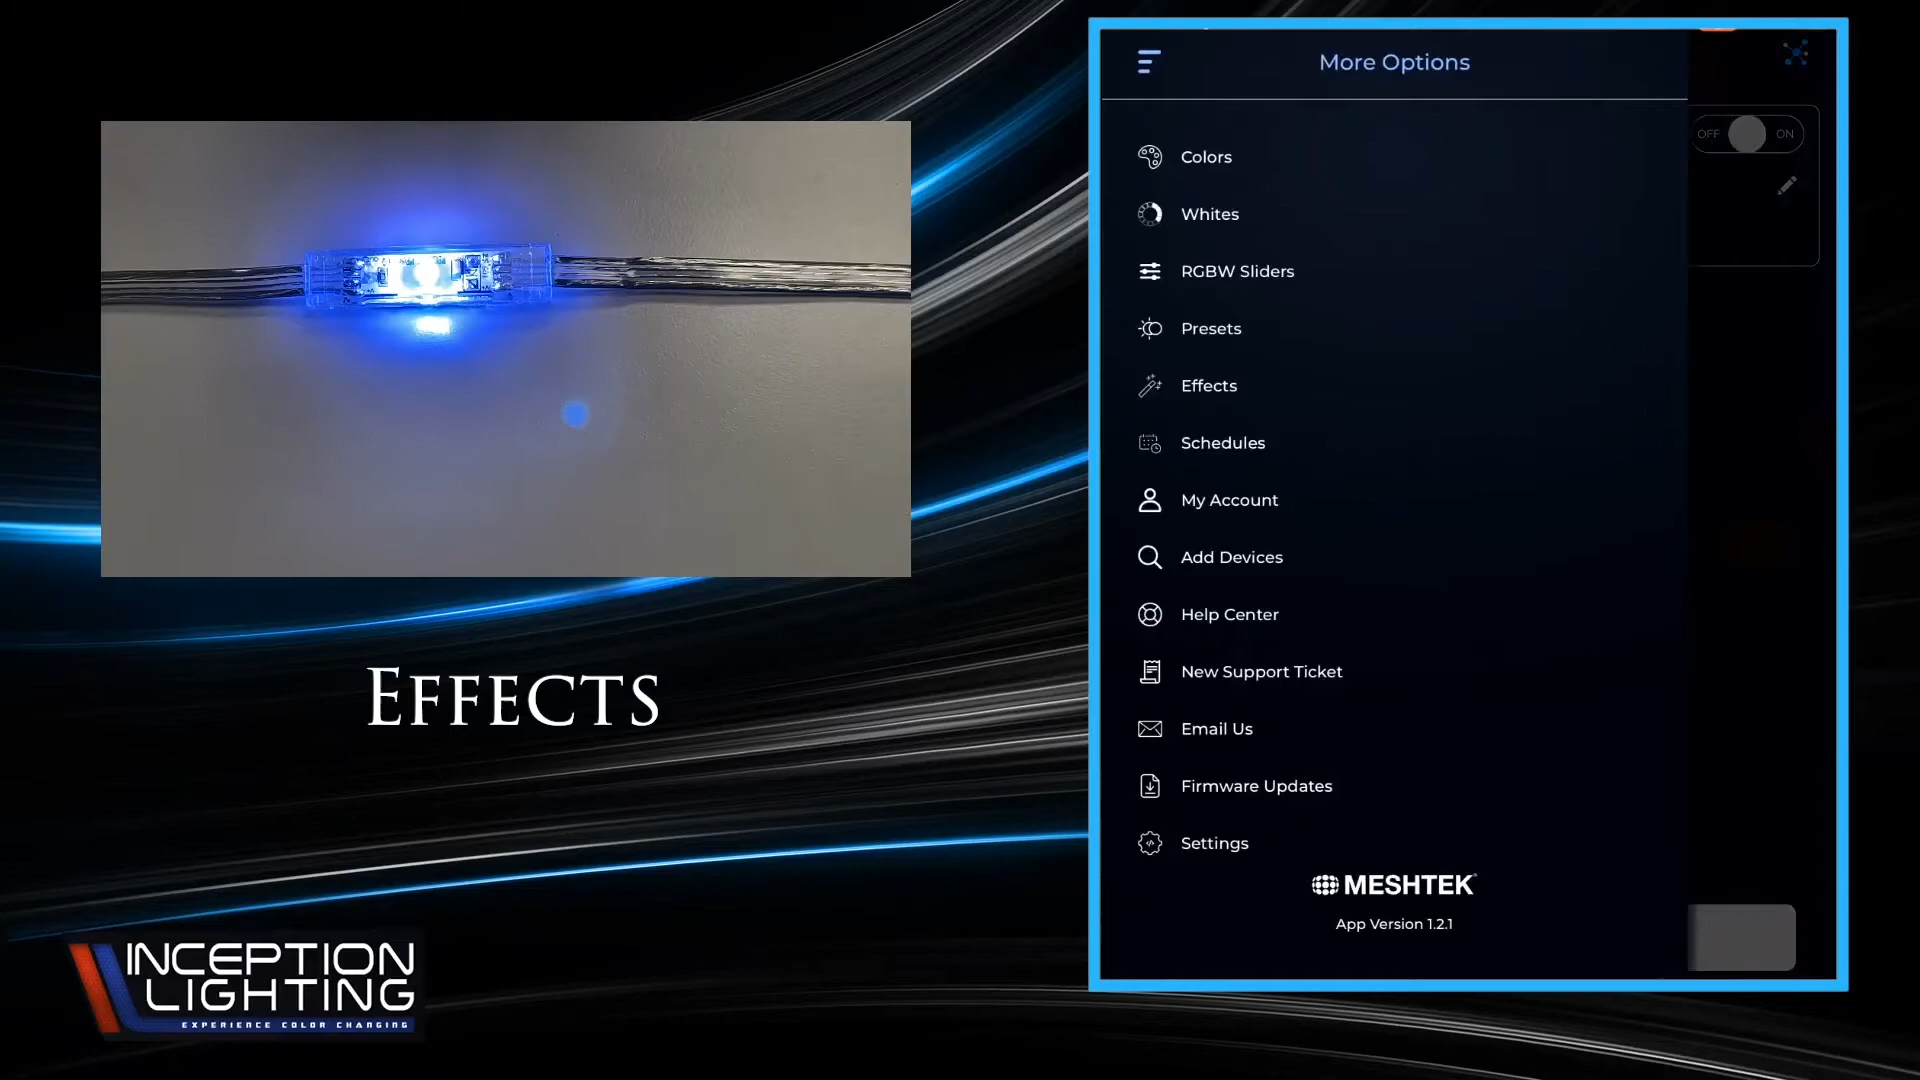 More Options
OFF ON
Colors
Whites
RGBW Sliders
Presets
Effects
Schedules
My Account
Add Devices
Help Center
New Support Ticket
Email Us
Firmware Updates
Settings
MESHTEK
App Version 1.2.1
EFFECTS
INCEPTION
LIGHTING
EXPERIENCE COLOR CHANGING